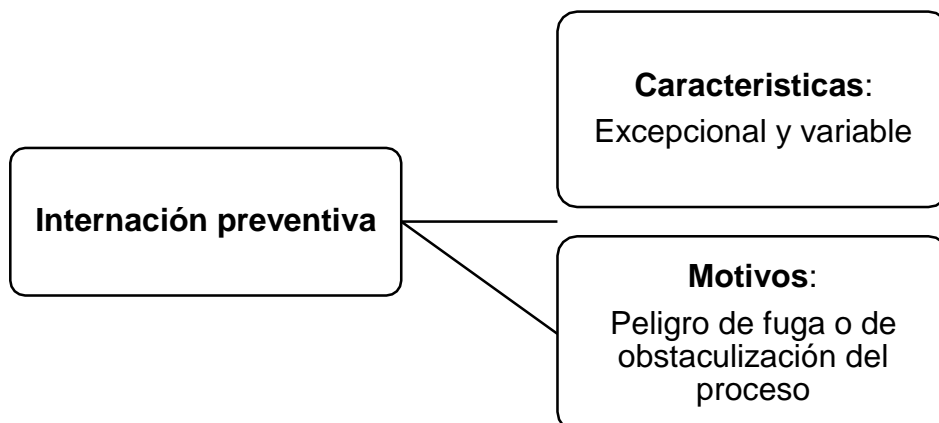 Internación preventiva
Caracteristicas:
Excepcional y variable
Motivos:
Peligro de fuga o de
obstaculización del
proceso